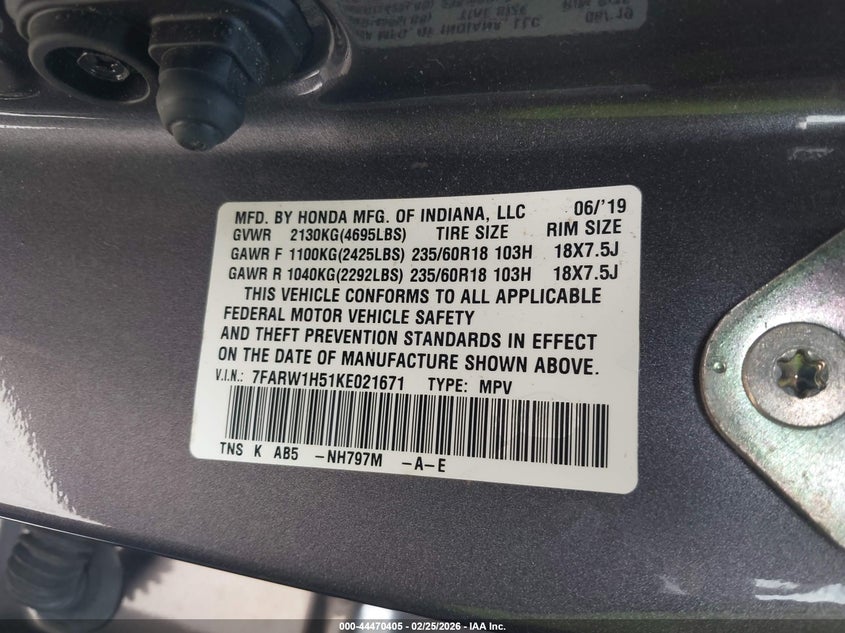 MFD. BY HONDA MFG. OF INDIANA, LLC 06/'19
GVWR 2130KG(4695LBS) TIRE SIZE RIM SIZE
GAWR F 1100KG(2425LBS) 235/60R18 103H 18X7.5J
GAWR R 1040KG(2292LBS) 235/60R18 103H 18X7.5J
THIS VEHICLE CONFORMS TO ALL APPLICABLE
FEDERAL MOTOR VEHICLE SAFETY
AND THEFT PREVENTION STANDARDS IN EFFECT
ON THE DATE OF MANUFACTURE SHOWN ABOVE.
V.I.N.: 7FARW1H51KE021671 TYPE: MPV
TNS K AB5 -NH797M -A-E
000-44470405 - 02/25/2026 - IAA Inc.